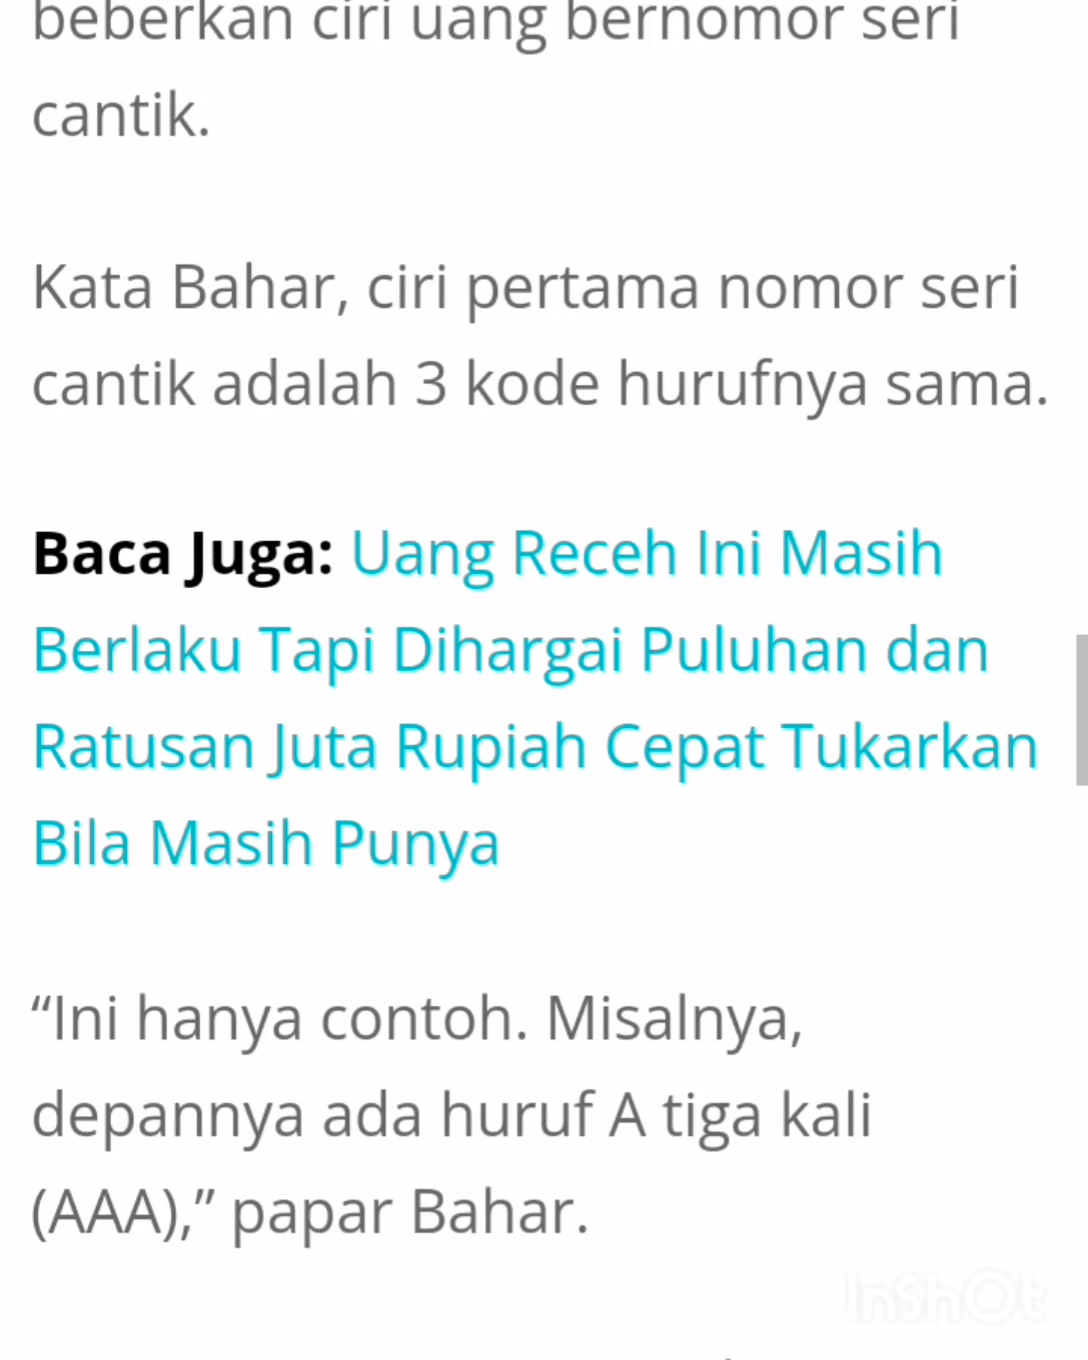 beberkan ciri uang bernomor seri
cantik.
Kata Bahar, ciri pertama nomor seri
cantik adalah 3 kode hurufnya sama.
Baca Juga: Uang Receh Ini Masih
Berlaku Tapi Dihargai Puluhan dan
Ratusan Juta Rupiah Cepat Tukarkan
Bila Masih Punya
“Ini hanya contoh. Misalnya,
depannya ada huruf A tiga kali
(AAA),” papar Bahar.
InShOt